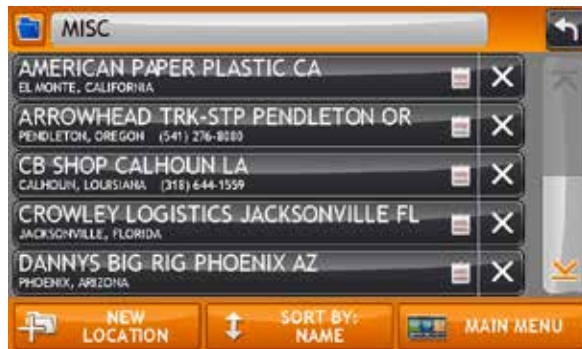 MISC
AMERICAN PAPER PLASTIC CA
EL MONTE, CALIFORNIA
ARROWHEAD TRK-STP PENDLETON OR
PENDLETON, OREGON (541) 276-8080
CB SHOP CALHOUN LA
CALHOUN, LOUISIANA (318) 644-1559
CROWLEY LOGISTICS JACKSONVILLE FL
JACKSONVILLE, FLORIDA
DANNYS BIG RIG PHOENIX AZ
PHOENIX, ARIZONA
NEW LOCATION
SORT BY: NAME
MAIN MENU